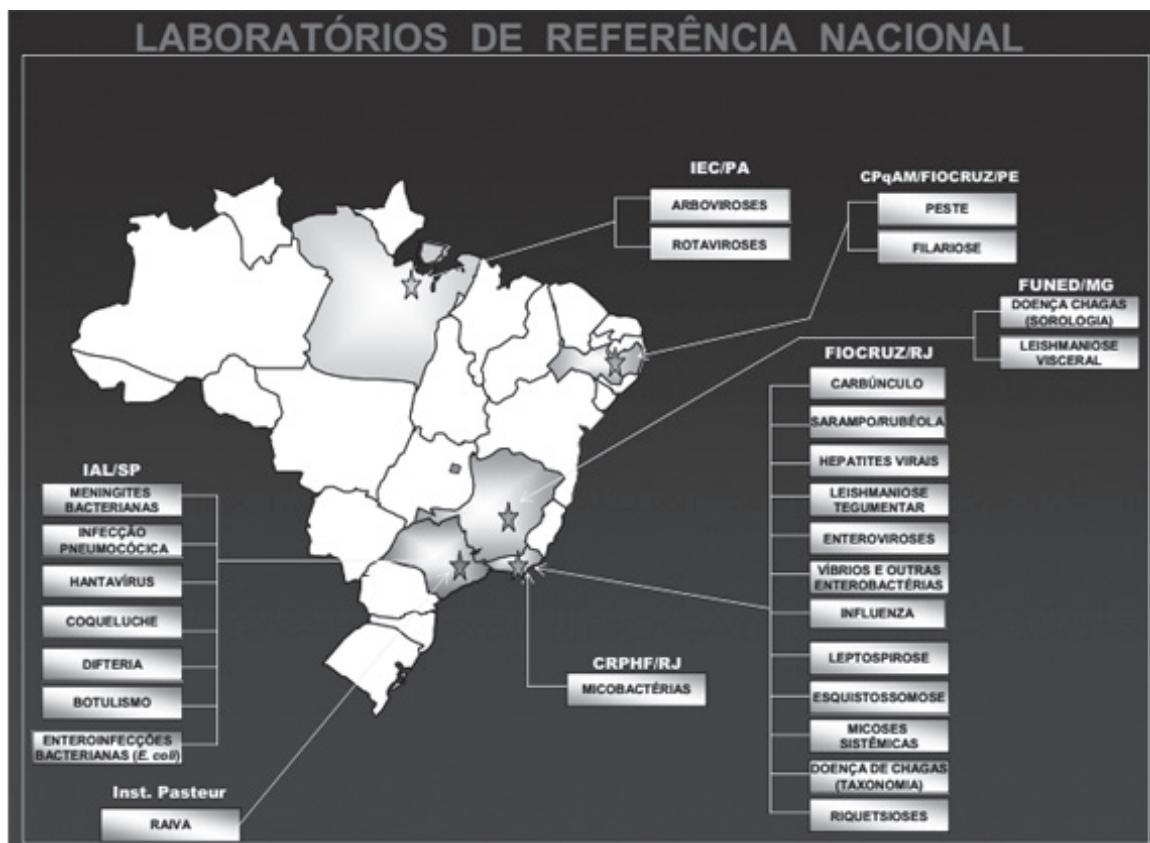 LABORATÓRIOS DE REFERÊNCIA NACIONAL
IEC/PA
ARBOVIROSES
ROTAVIROSES
CPqAM/FIOCRUZ/PE
PESTE
FILARIOSE
FUNED/MG
DOENÇA CHAGAS
(SOROLOGIA)
LEISHMANIOSE
VISCERAL
FIOCRUZ/RJ
CARBÚNCULO
SARAMPO/RUBÉOLA
HEPATITES VIRAIS
LEISHMANIOSE
TEGUMENTAR
ENTEROVIROSES
VÍBRIOS E OUTRAS
ENTEROBACTÉRIAS
INFLUENZA
LEPTOSPIROSE
ESQUISTOSSOMOSE
MICOSES
SISTÊMICAS
DOENÇA DE CHAGAS
(TAXONOMIA)
RIQUETSIOSES
IAL/SP
MENINGITES
BACTERIANAS
INFECÇÃO
PNEUMOCÓCICA
HANTAVÍRUS
COQUELUCHE
DIFTERIA
BOTULISMO
ENTEROINFECÇÕES
BACTERIANAS (E. coli)
CRPHF/RJ
MICOBACTÉRIAS
Inst. Pasteur
RAIVA